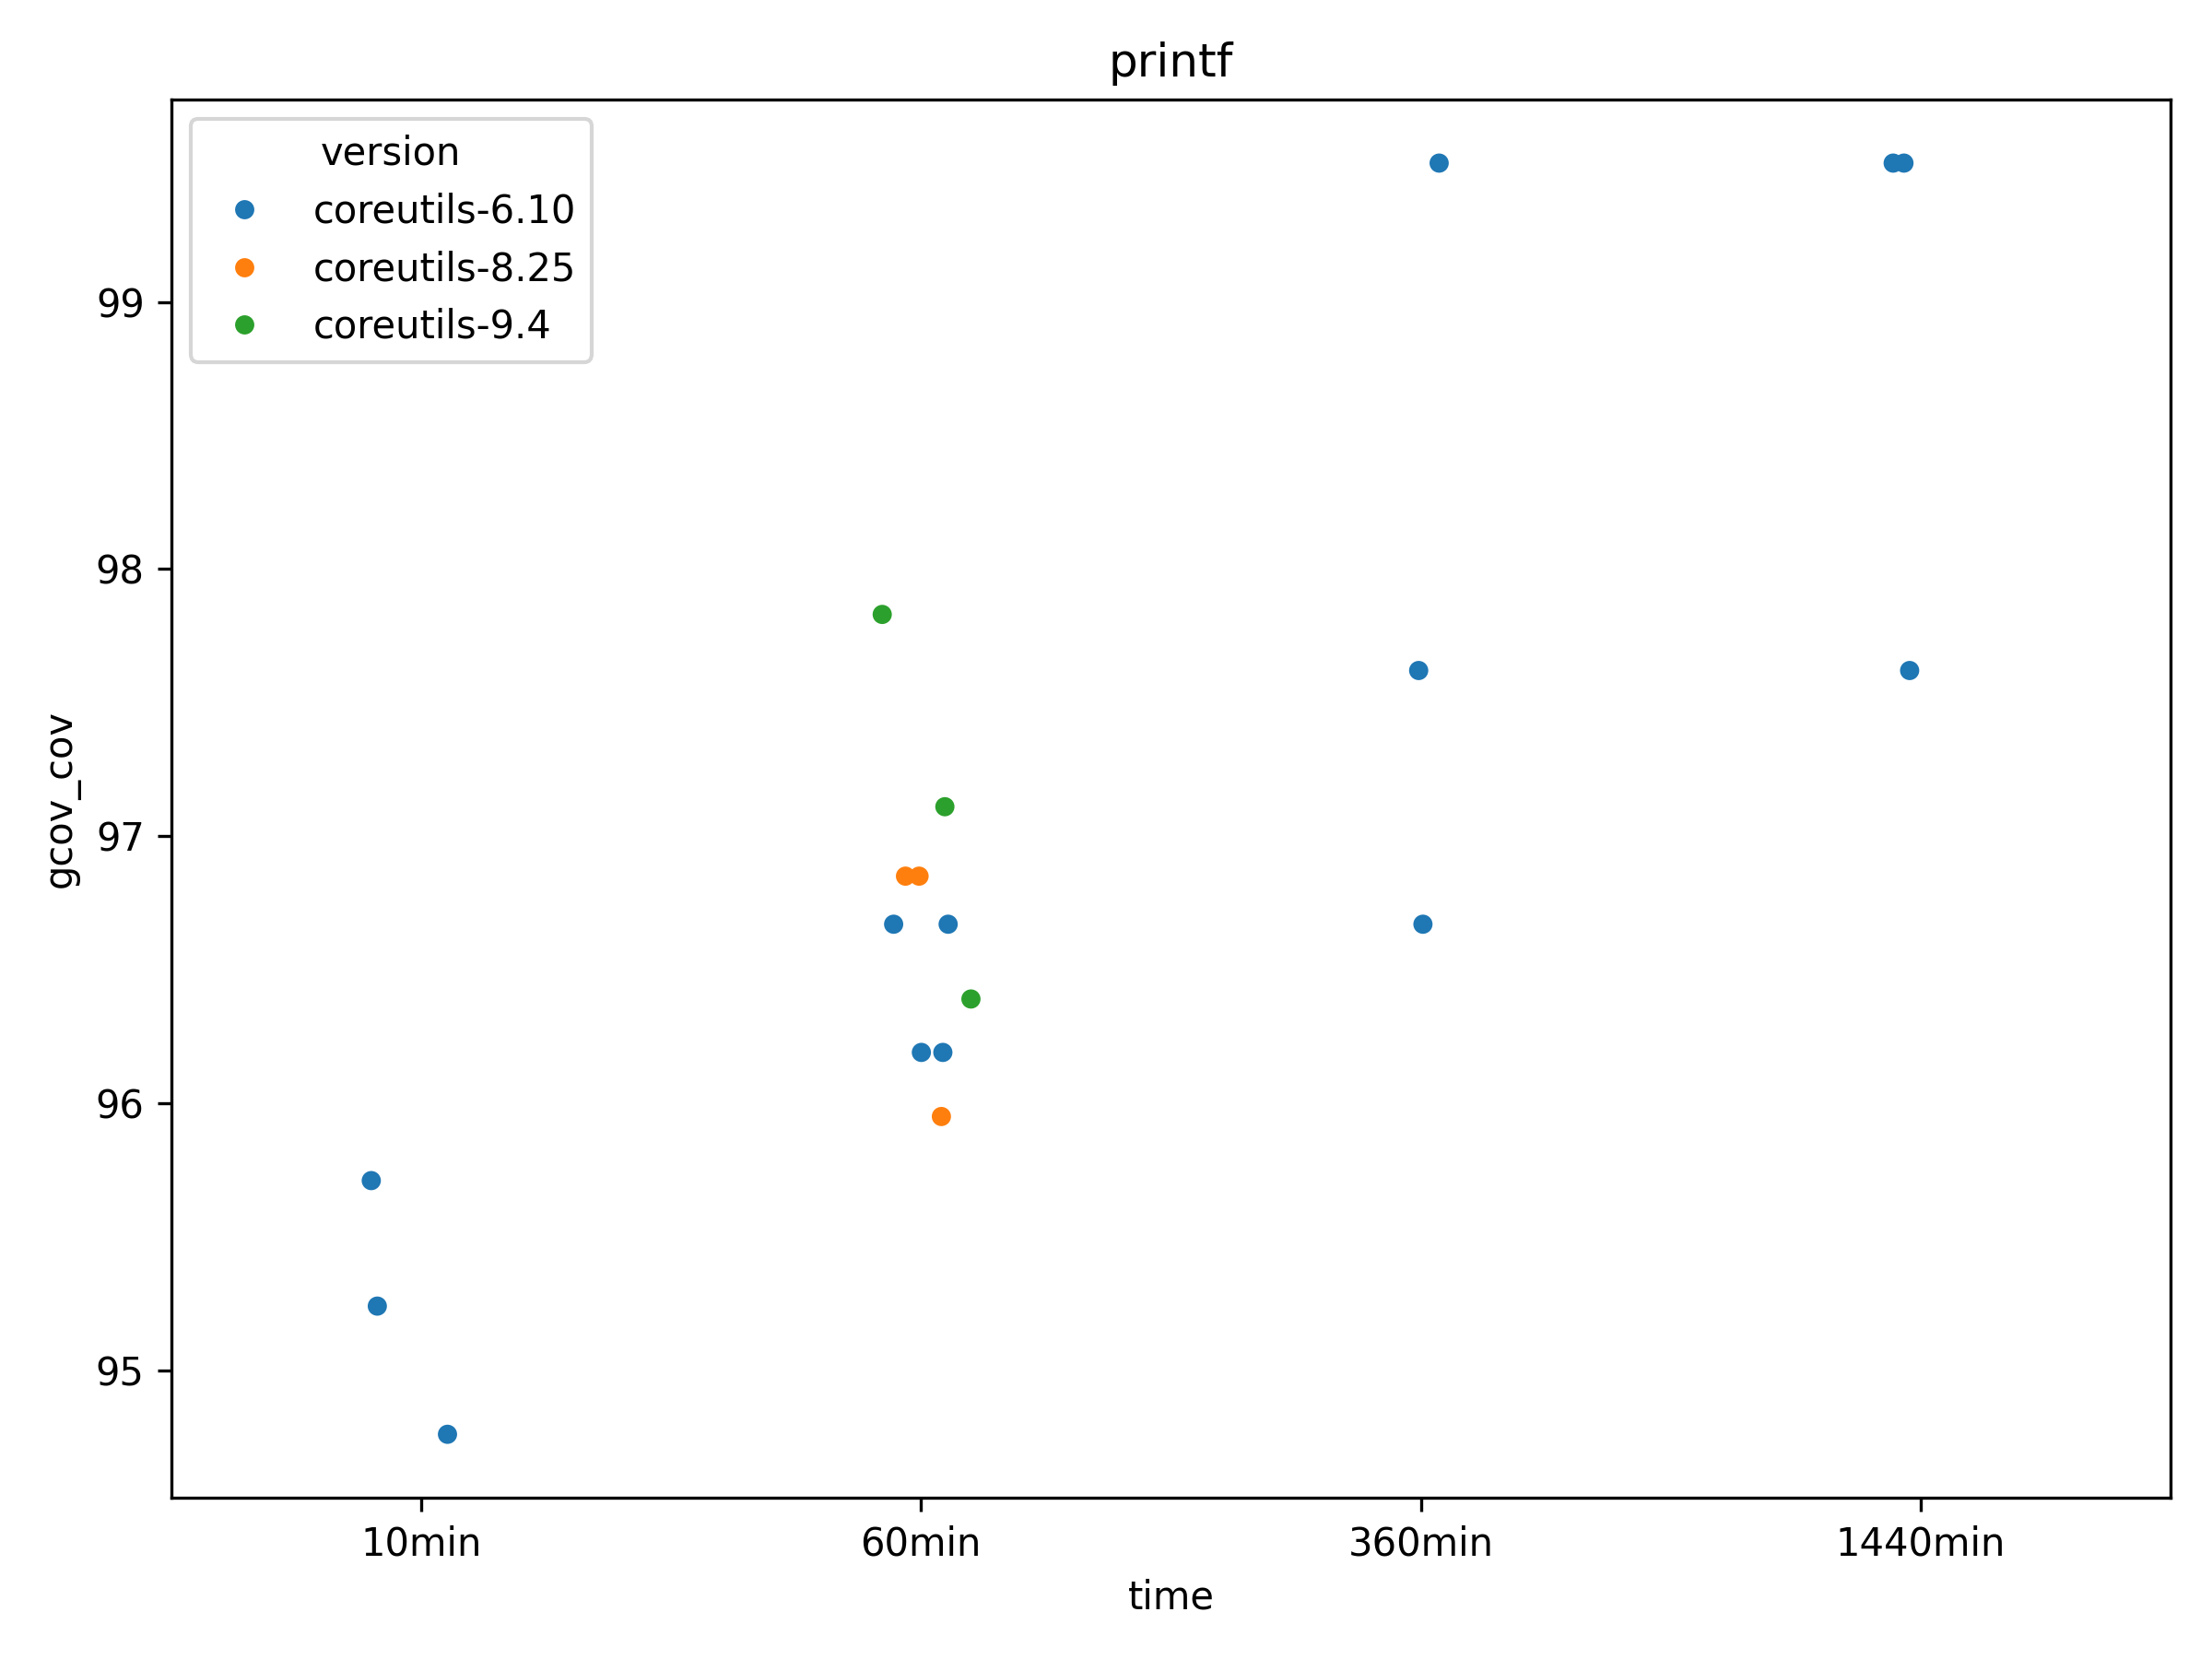 printf
version
coreutils-6.10
coreutils-8.25
coreutils-9.4
99
98
97
96
95
gcov_cov
10min 60min 360min 1440min
time